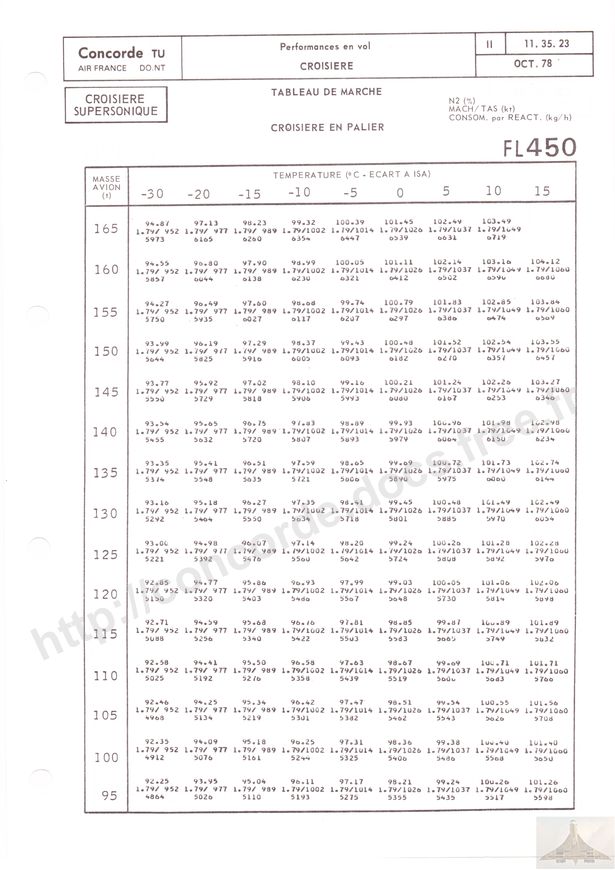 Concorde TU
AIR FRANCE DO.NT
Performances en vol
CROISIERE
II
11. 35. 23
OCT. 78
CROISIERE
SUPERSONIQUE
TABLEAU DE MARCHE
CROISIERE EN PALIER
N2 (%)
MACH/TAS (kt)
CONSOM. par REACT. (kg/h)
FL450
MASSE
AVION
(t)
TEMPERATURE (°C - ECART A ISA)
-30 -20 -15 -10 -5 0 5 10 15
94.87 97.13 98.23 99.32 100.39 101.45 102.49 103.49
165 1.79/ 952 1.79/ 977 1.79/ 989 1.79/1002 1.79/1014 1.79/1026 1.79/1037 1.79/1049
5973 6165 6260 6354 6447 6539 6631 6719
94.55 96.80 97.90 98.99 100.05 101.11 102.14 103.16 104.12
160 1.79/ 952 1.79/ 977 1.79/ 989 1.79/1002 1.79/1014 1.79/1026 1.79/1037 1.79/1049 1.79/1060
5857 6044 6138 6230 6321 6412 6502 6590 6680
94.27 96.49 97.60 98.68 99.74 100.79 101.83 102.85 103.84
155 1.79/ 952 1.79/ 977 1.79/ 989 1.79/1002 1.79/1014 1.79/1026 1.79/1037 1.79/1049 1.79/1060
5750 5935 6027 6117 6207 6297 6386 6474 6569
93.99 96.19 97.29 98.37 99.43 100.48 101.52 102.54 103.55
150 1.79/ 952 1.79/ 977 1.79/ 989 1.79/1002 1.79/1014 1.79/1026 1.79/1037 1.79/1049 1.79/1060
5644 5825 5916 6005 6093 6182 6270 6357 6457
93.77 95.92 97.02 98.10 99.16 100.21 101.24 102.26 103.27
145 1.79/ 952 1.79/ 977 1.79/ 989 1.79/1002 1.79/1014 1.79/1026 1.79/1037 1.79/1049 1.79/1060
5550 5729 5818 5906 5993 6080 6167 6253 6346
93.54 95.65 96.75 97.83 98.89 99.93 100.96 101.98 102.98
140 1.79/ 952 1.79/ 977 1.79/ 989 1.79/1002 1.79/1014 1.79/1026 1.79/1037 1.79/1049 1.79/1060
5455 5632 5720 5807 5893 5979 6064 6150 6234
93.35 95.41 96.51 97.59 98.65 99.69 100.72 101.73 102.74
135 1.79/ 952 1.79/ 977 1.79/ 989 1.79/1002 1.79/1014 1.79/1026 1.79/1037 1.79/1049 1.79/1060
5374 5548 5635 5721 5806 5890 5975 6060 6144
93.16 95.18 96.27 97.35 98.41 99.45 100.48 101.49 102.49
130 1.79/ 952 1.79/ 977 1.79/ 989 1.79/1002 1.79/1014 1.79/1026 1.79/1037 1.79/1049 1.79/1060
5292 5464 5550 5634 5718 5801 5885 5970 6054
93.00 94.98 96.07 97.14 98.20 99.24 100.26 101.28 102.28
125 1.79/ 952 1.79/ 977 1.79/ 989 1.79/1002 1.79/1014 1.79/1026 1.79/1037 1.79/1049 1.79/1060
5221 5392 5476 5560 5642 5724 5808 5892 5976
92.85 94.77 95.86 96.93 97.99 99.03 100.05 101.06 102.06
120 1.79/ 952 1.79/ 977 1.79/ 989 1.79/1002 1.79/1014 1.79/1026 1.79/1037 1.79/1049 1.79/1060
5150 5320 5403 5486 5567 5648 5730 5814 5898
92.71 94.59 95.68 96.76 97.81 98.85 99.87 100.89 101.89
115 1.79/ 952 1.79/ 977 1.79/ 989 1.79/1002 1.79/1014 1.79/1026 1.79/1037 1.79/1049 1.79/1060
5088 5256 5340 5422 5503 5583 5665 5749 5832
92.58 94.41 95.50 96.58 97.63 98.67 99.69 100.71 101.71
110 1.79/ 952 1.79/ 977 1.79/ 989 1.79/1002 1.79/1014 1.79/1026 1.79/1037 1.79/1049 1.79/1060
5025 5192 5276 5358 5439 5519 5600 5683 5766
92.46 94.25 95.34 96.42 97.47 98.51 99.54 100.55 101.56
105 1.79/ 952 1.79/ 977 1.79/ 989 1.79/1002 1.79/1014 1.79/1026 1.79/1037 1.79/1049 1.79/1060
4968 5134 5219 5301 5382 5462 5543 5626 5708
92.35 94.09 95.18 96.25 97.31 98.36 99.38 100.40 101.40
100 1.79/ 952 1.79/ 977 1.79/ 989 1.79/1002 1.79/1014 1.79/1026 1.79/1037 1.79/1049 1.79/1060
4912 5076 5161 5244 5325 5406 5486 5568 5650
92.25 93.95 95.04 96.11 97.17 98.21 99.24 100.26 101.26
95 1.79/ 952 1.79/ 977 1.79/ 989 1.79/1002 1.79/1014 1.79/1026 1.79/1037 1.79/1049 1.79/1060
4864 5026 5110 5193 5275 5355 5435 5517 5598
http://concorde.docs.free.fr